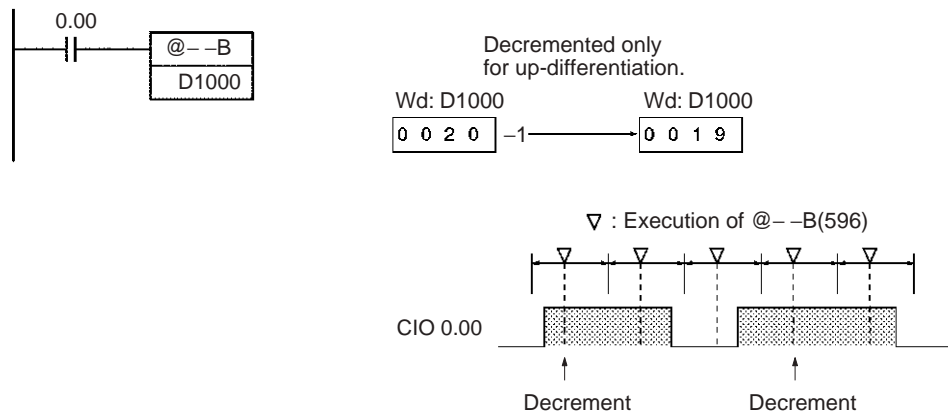 0.00
@– –B
D1000
Decremented only
for up-differentiation.
Wd: D1000
Wd: D1000
0 0 2 0
–1
0 0 1 9
▽ : Execution of @– –B(596)
CIO 0.00
Decrement
Decrement